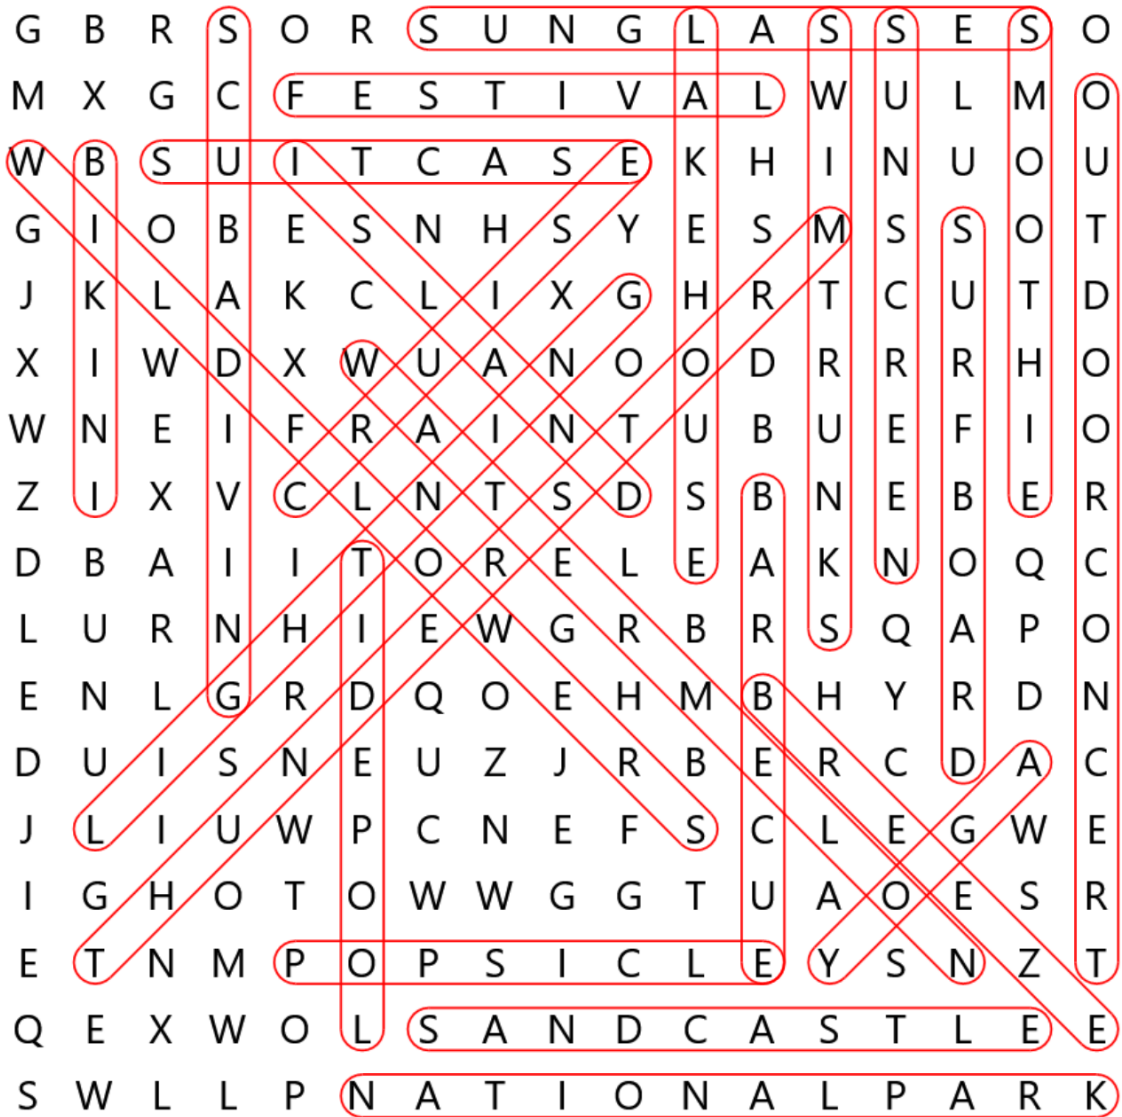 G B R S O R S U N G L A S S E S O
M X G C F E S T I V A L W U L M O
W B S U I T C A S E K H I N U O U
G I O B E S N H S Y E S M S S O T
J K L A K C L I X G H R T C U T D
X I W D X W U A N O O D R R R H O
W N E I F R A I N T U B U E F I O
Z I X V C L N T S D S B N E B E R
D B A I I T O R E L E A K N O Q C
L U R N H I E W G R B R S Q A P O
E N L G R D Q O E H M B H Y R D N
D U I S N E U Z J R B E R C D A C
J L I U W P C N E F S C L E G W E
I G H O T O W W G G T U A O E S R
E T N M P O P S I C L E Y S N Z T
Q E X W O L S A N D C A S T L E E
S W L L P N A T I O N A L P A R K